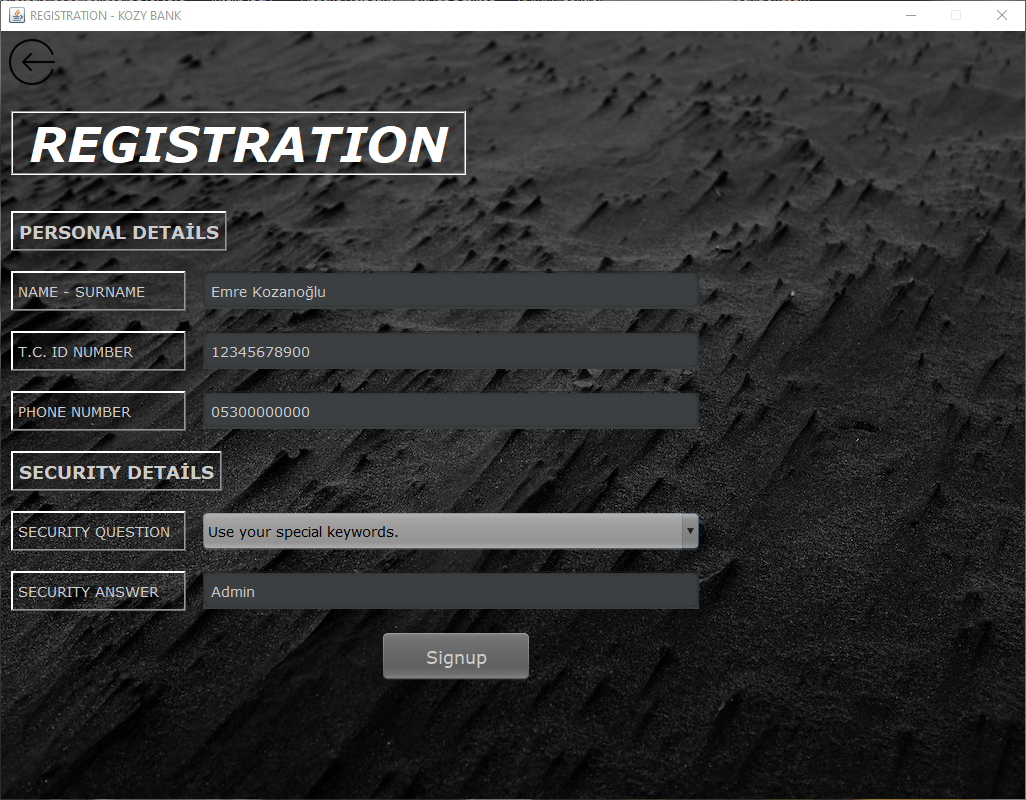 REGISTRATION - KOZY BANK
REGISTRATION
PERSONAL DETAİLS
NAME - SURNAME
Emre Kozanoğlu
T.C. ID NUMBER
12345678900
PHONE NUMBER
05300000000
SECURITY DETAİLS
SECURITY QUESTION
Use your special keywords.
SECURITY ANSWER
Admin
Signup